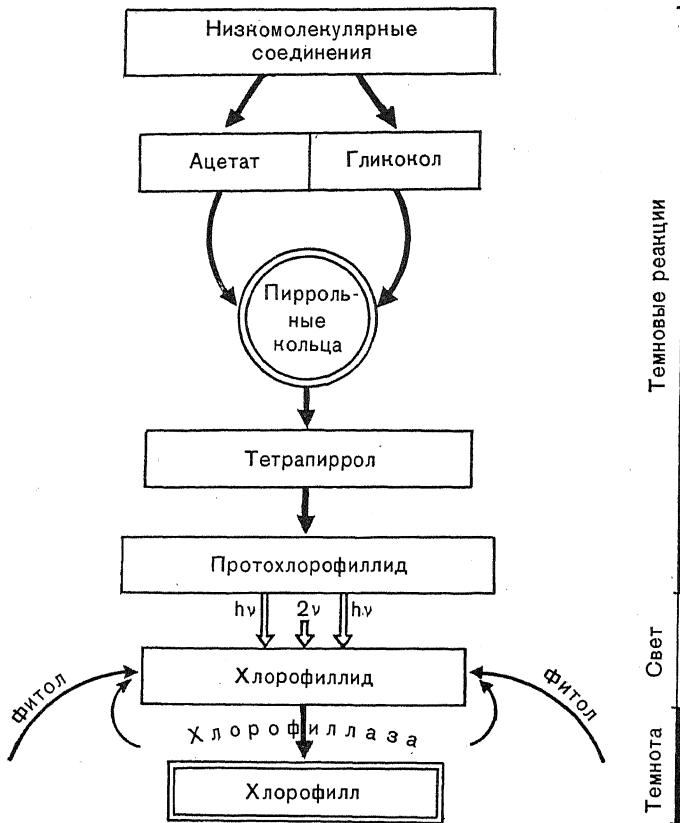 Низкомолекулярные
соединения
Ацетат
Гликокол
Пирроль-
ные
кольца
Тетрапиррол
Протохлорофиллид
hν 2ν hν
Хлорофиллид
фитол
фитол
Хлорофиллаза
Хлорофилл
Темновые реакции
Свет
Темнота